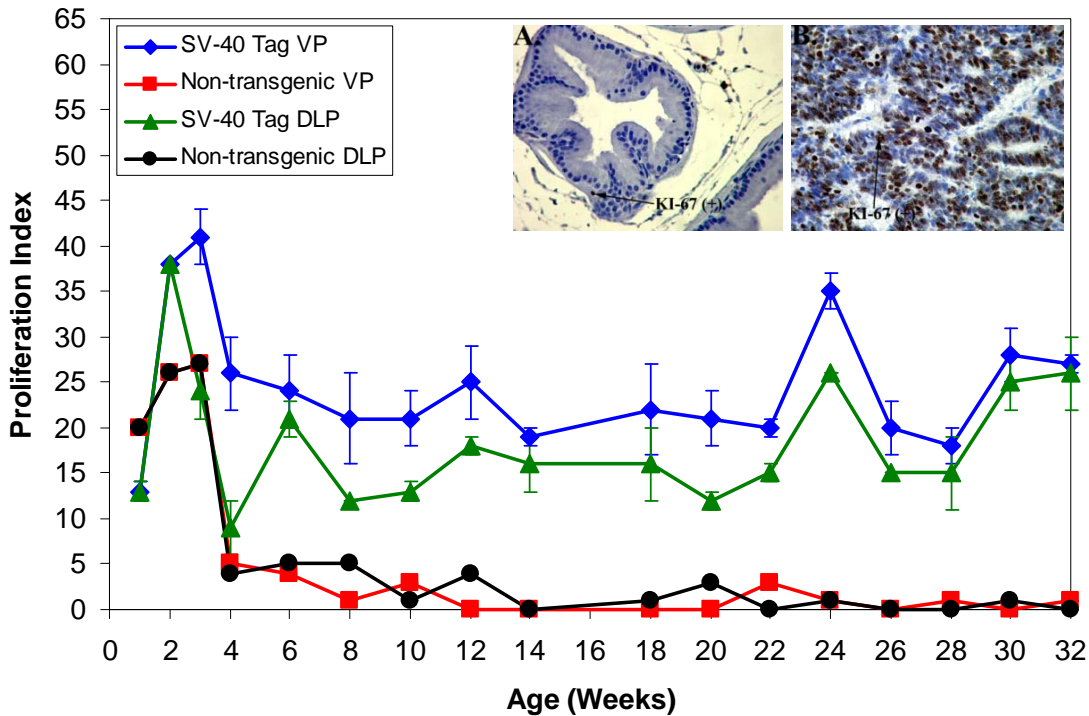 65
60
55
50
45
40
35
30
25
20
15
10
5
0
Proliferation Index
SV-40 Tag VP
Non-transgenic VP
SV-40 Tag DLP
Non-transgenic DLP
A
KI-67 (+)
B
KI-67 (+)
0 2 4 6 8 10 12 14 16 18 20 22 24 26 28 30 32
Age (Weeks)